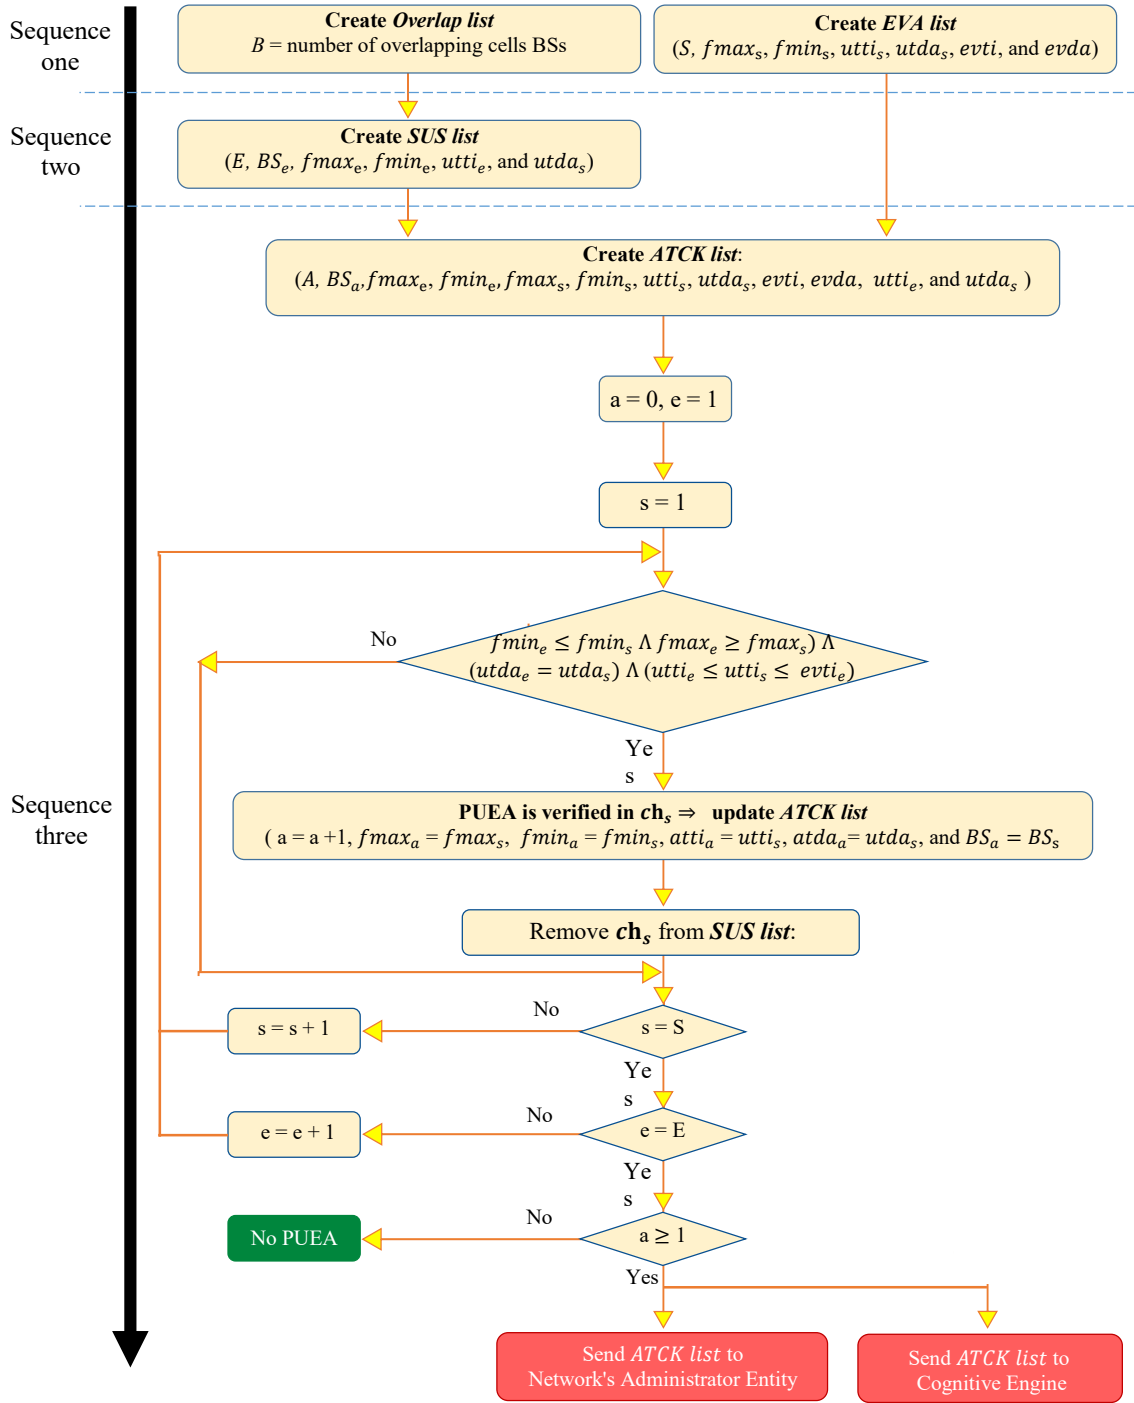 Sequence
one
Create Overlap list
B = number of overlapping cells BSs
Create EVA list
(S, fmaxₛ, fminₛ, uttiₛ, utdaₛ, evti, and evda)
Sequence
two
Create SUS list
(E, BSₑ, fmaxₑ, fminₑ, uttiₑ, and utdaₛ)
Create ATCK list:
(A, BSₐ,fmaxₑ, fminₑ, fmaxₛ, fminₛ, uttiₛ, utdaₛ, evti, evda, uttiₑ, and utdaₛ )
a = 0, e = 1
s = 1
No
fminₑ ≤ fminₛ Λ fmaxₑ ≥ fmaxₛ) Λ
(utdaₑ = utdaₛ) Λ (uttiₑ ≤ uttiₛ ≤ evtiₑ)
Ye
s
Sequence
three
PUEA is verified in chₛ ⇒ update ATCK list
( a = a +1, fmaxₐ = fmaxₛ, fminₐ = fminₛ, attiₐ = uttiₛ, atdaₐ= utdaₛ, and BSₐ = BSₛ
Remove chₛ from SUS list:
No
s = s + 1
s = S
Ye
s
No
e = e + 1
e = E
Ye
s
No
No PUEA
a ≥ 1
Yes
Send ATCK list to
Network's Administrator Entity
Send ATCK list to
Cognitive Engine